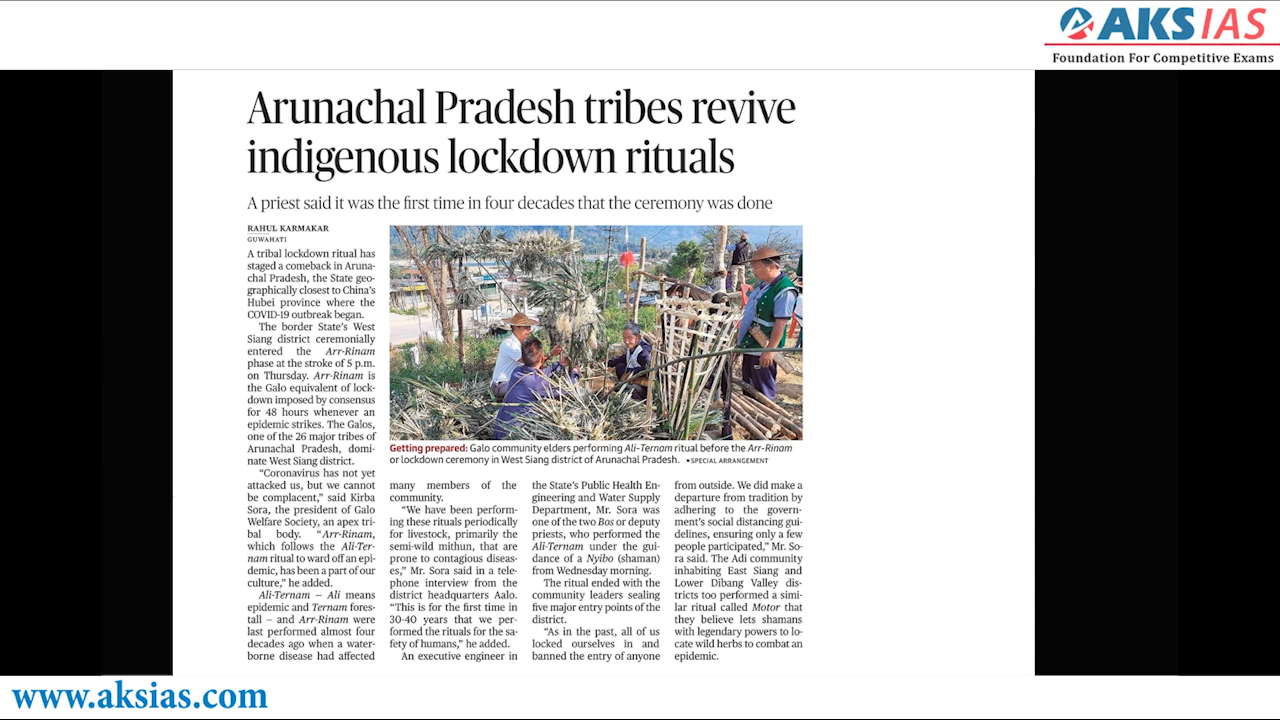 AKS IAS
Foundation For Competitive Exams
Arunachal Pradesh tribes revive
indigenous lockdown rituals
A priest said it was the first time in four decades that the ceremony was done
RAHUL KARMAKAR
GUWAHATI
A tribal lockdown ritual has
staged a comeback in Aruna-
chal Pradesh, the State geo-
graphically closest to China's
Hubei province where the
COVID-19 outbreak began.
The border State's West
Siang district ceremonially
entered the Arr-Rinam
phase at the stroke of 5 p.m.
on Thursday. Arr-Rinam is
the Galo equivalent of lock-
down imposed by consensus
for 48 hours whenever an
epidemic strikes. The Galos,
one of the 26 major tribes of
Arunachal Pradesh, domi-
nate West Siang district.
"Coronavirus has not yet
attacked us, but we cannot
be complacent," said Kirba
Sora, the president of Galo
Welfare Society, an apex tri-
bal body. "Arr-Rinam,
which follows the Ali-Ter-
nam ritual to ward off an epi-
demic, has been a part of our
culture," he added.
Ali-Ternam – Ali means
epidemic and Ternam fores-
tall – and Arr-Rinam were
last performed almost four
decades ago when a water-
borne disease had affected
Getting prepared: Galo community elders performing Ali-Ternam ritual before the Arr-Rinam
or lockdown ceremony in West Siang district of Arunachal Pradesh. •SPECIAL ARRANGEMENT
many members of the
community.
"We have been perform-
ing these rituals periodically
for livestock, primarily the
semi-wild mithun, that are
prone to contagious diseas-
es," Mr. Sora said in a tele-
phone interview from the
district headquarters Aalo.
"This is for the first time in
30-40 years that we per-
formed the rituals for the sa-
fety of humans," he added.
An executive engineer in
the State's Public Health En-
gineering and Water Supply
Department, Mr. Sora was
one of the two Bos or deputy
priests, who performed the
Ali-Ternam under the gui-
dance of a Nyibo (shaman)
from Wednesday morning.
The ritual ended with the
community leaders sealing
five major entry points of the
district.
"As in the past, all of us
locked ourselves in and
banned the entry of anyone
from outside. We did make a
departure from tradition by
adhering to the govern-
ment's social distancing gui-
delines, ensuring only a few
people participated," Mr. So-
ra said. The Adi community
inhabiting East Siang and
Lower Dibang Valley dis-
tricts too performed a simi-
lar ritual called Motor that
they believe lets shamans
with legendary powers to lo-
cate wild herbs to combat an
epidemic.
www.aksias.com